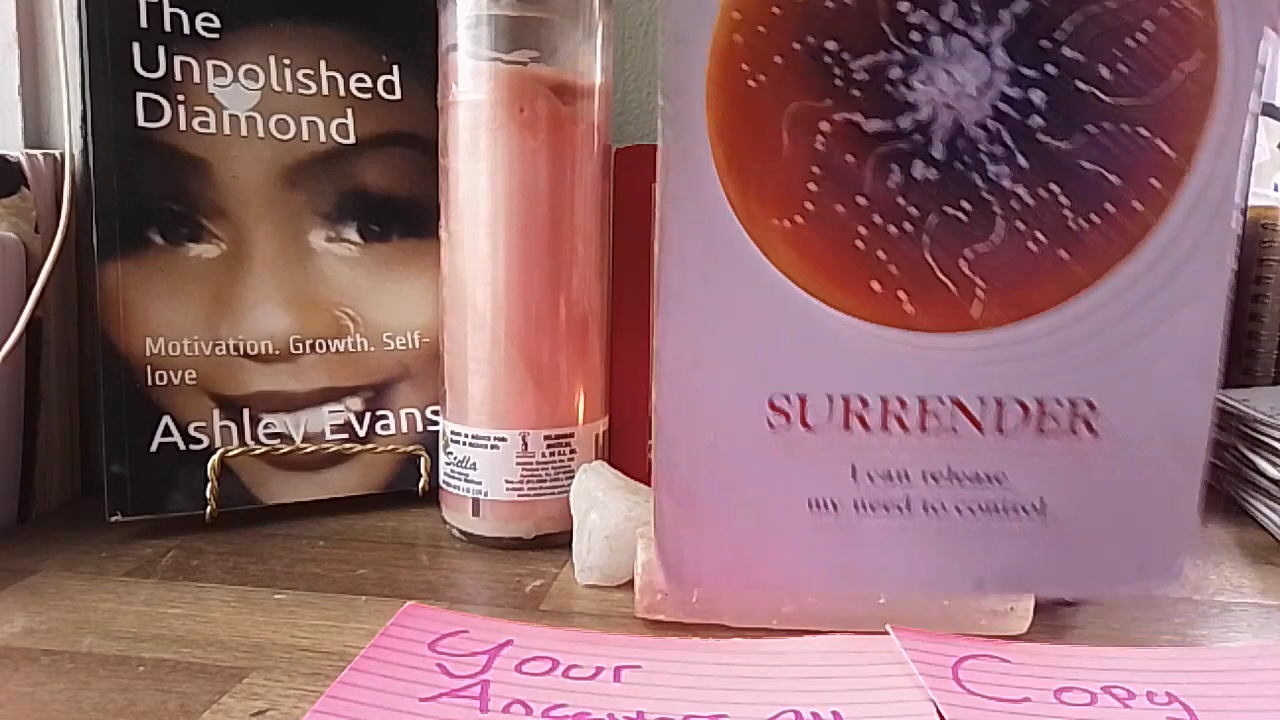 The
Unpolished
Diamond
Motivation. Growth. Self-
love
Ashley Evans
Stella
SURRENDER
I can release
my need to control
Your
Copy